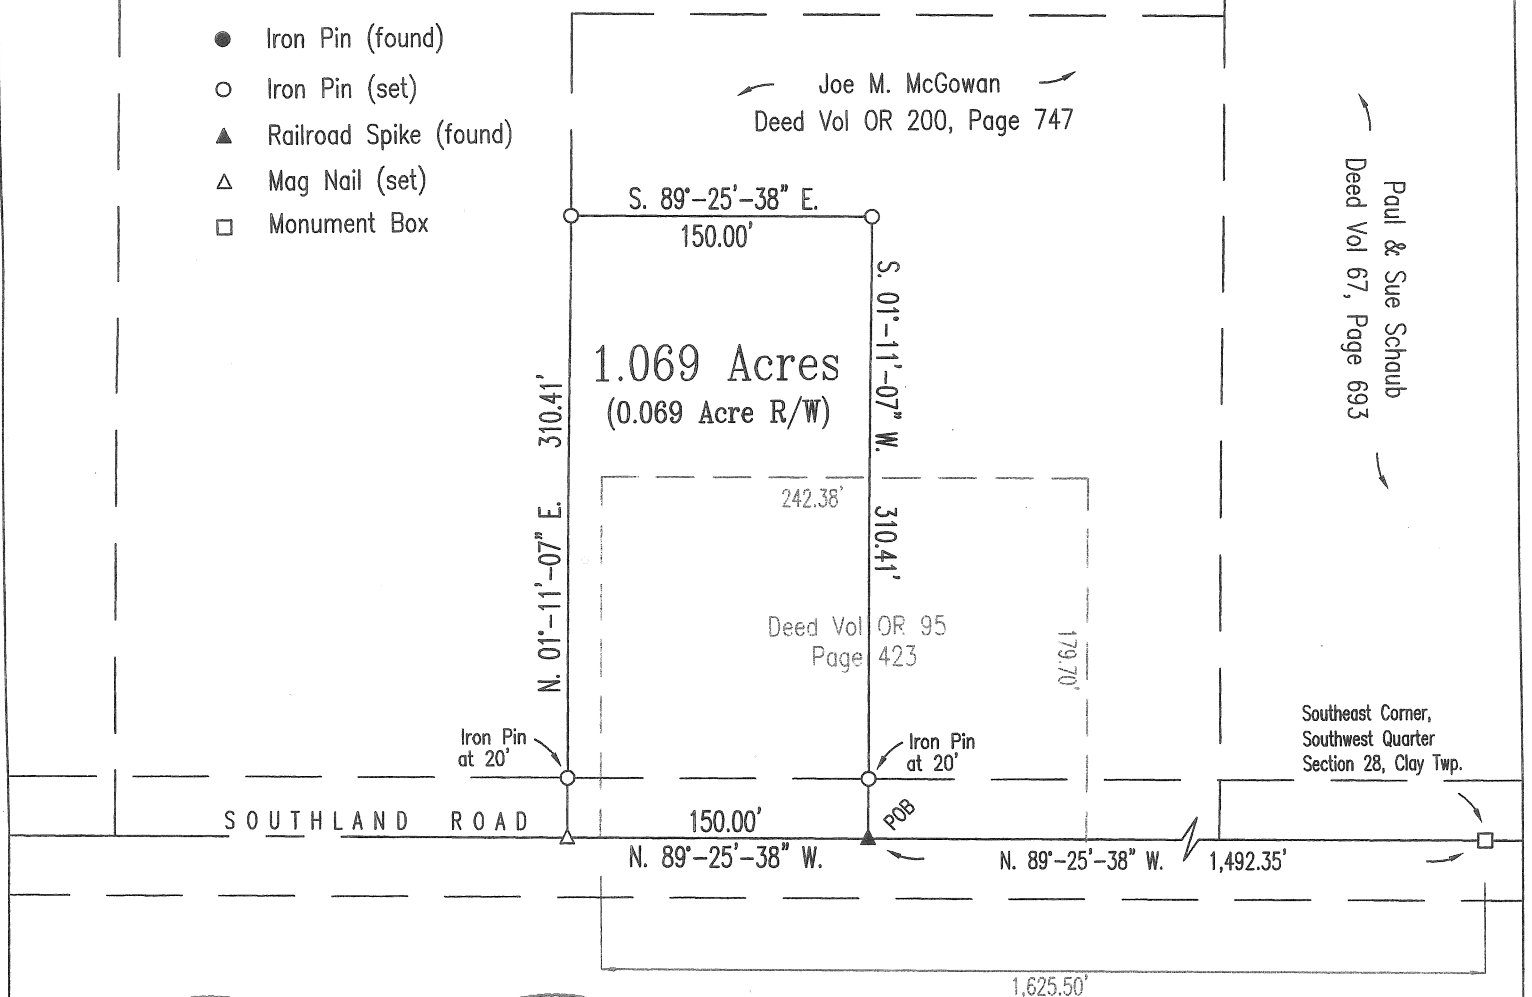 Iron Pin (found)
Iron Pin (set)
Railroad Spike (found)
Mag Nail (set)
Monument Box
Joe M. McGowan
Deed Vol OR 200, Page 747
Paul & Sue Schaub
Deed Vol 67, Page 693
S. 89°-25'-38" E.
150.00'
S. 01°-11'-07" W.
310.41'
1.069 Acres
(0.069 Acre R/W)
N. 01°-11'-07" E. 310.41'
242.38'
Deed Vol OR 95
Page 423
179.70'
Iron Pin
at 20'
Iron Pin
at 20'
Southeast Corner,
Southwest Quarter
Section 28, Clay Twp.
SOUTHLAND ROAD
150.00'
POB
N. 89°-25'-38" W.
N. 89°-25'-38" W. 1,492.35'
1,625.50'